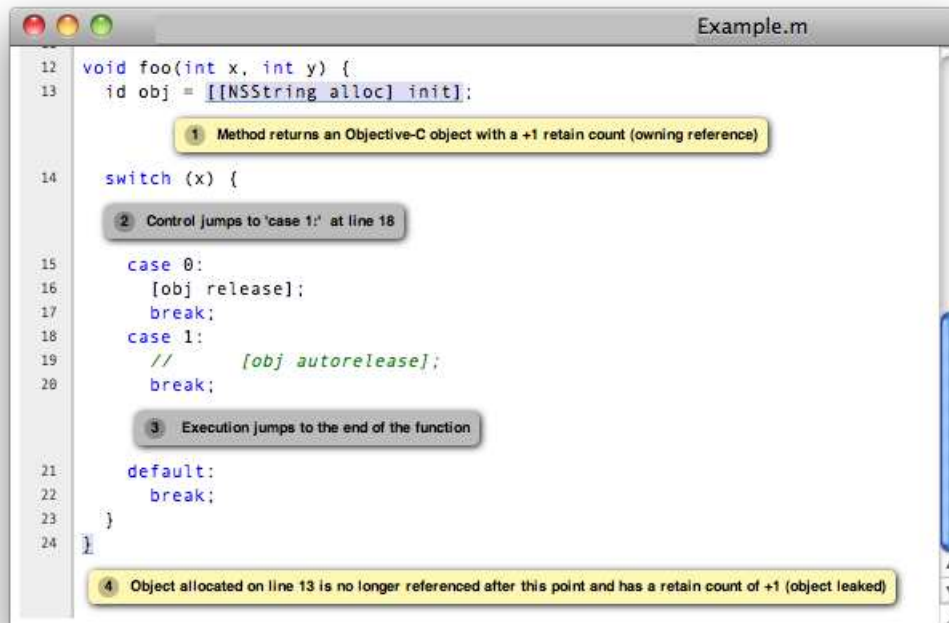 Example.m
12 void foo(int x, int y) {
13 id obj = [[NSString alloc] init];
1 Method returns an Objective-C object with a +1 retain count (owning reference)
14 switch (x) {
2 Control jumps to 'case 1:' at line 18
15 case 0:
16 [obj release];
17 break;
18 case 1:
19 // [obj autorelease];
20 break;
3 Execution jumps to the end of the function
21 default:
22 break;
23 }
24 }
4 Object allocated on line 13 is no longer referenced after this point and has a retain count of +1 (object leaked)